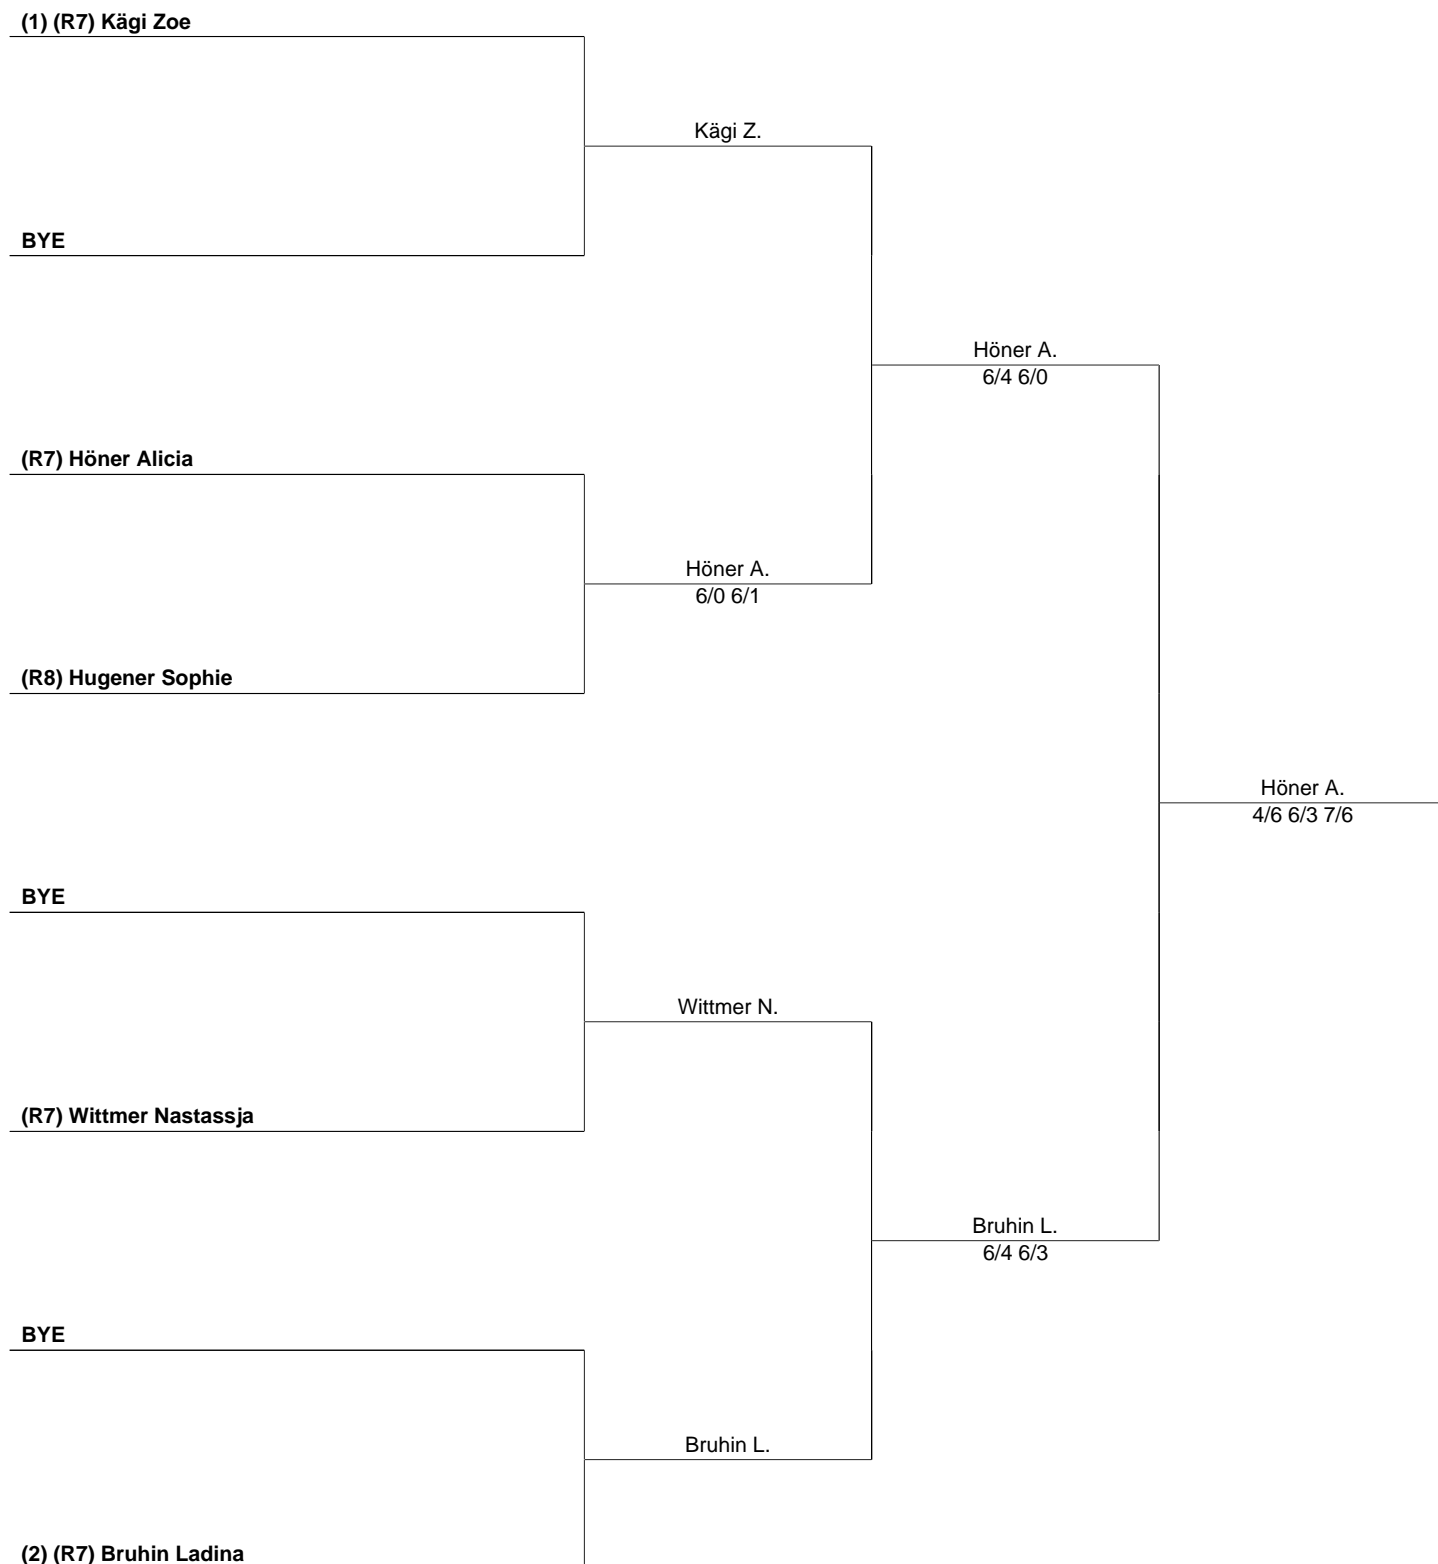 (1) (R7) Kägi Zoe
Kägi Z.
BYE
Höner A.
6/4 6/0
(R7) Höner Alicia
Höner A.
6/0 6/1
(R8) Hugener Sophie
Höner A.
4/6 6/3 7/6
BYE
Wittmer N.
(R7) Wittmer Nastassja
Bruhin L.
6/4 6/3
BYE
Bruhin L.
(2) (R7) Bruhin Ladina